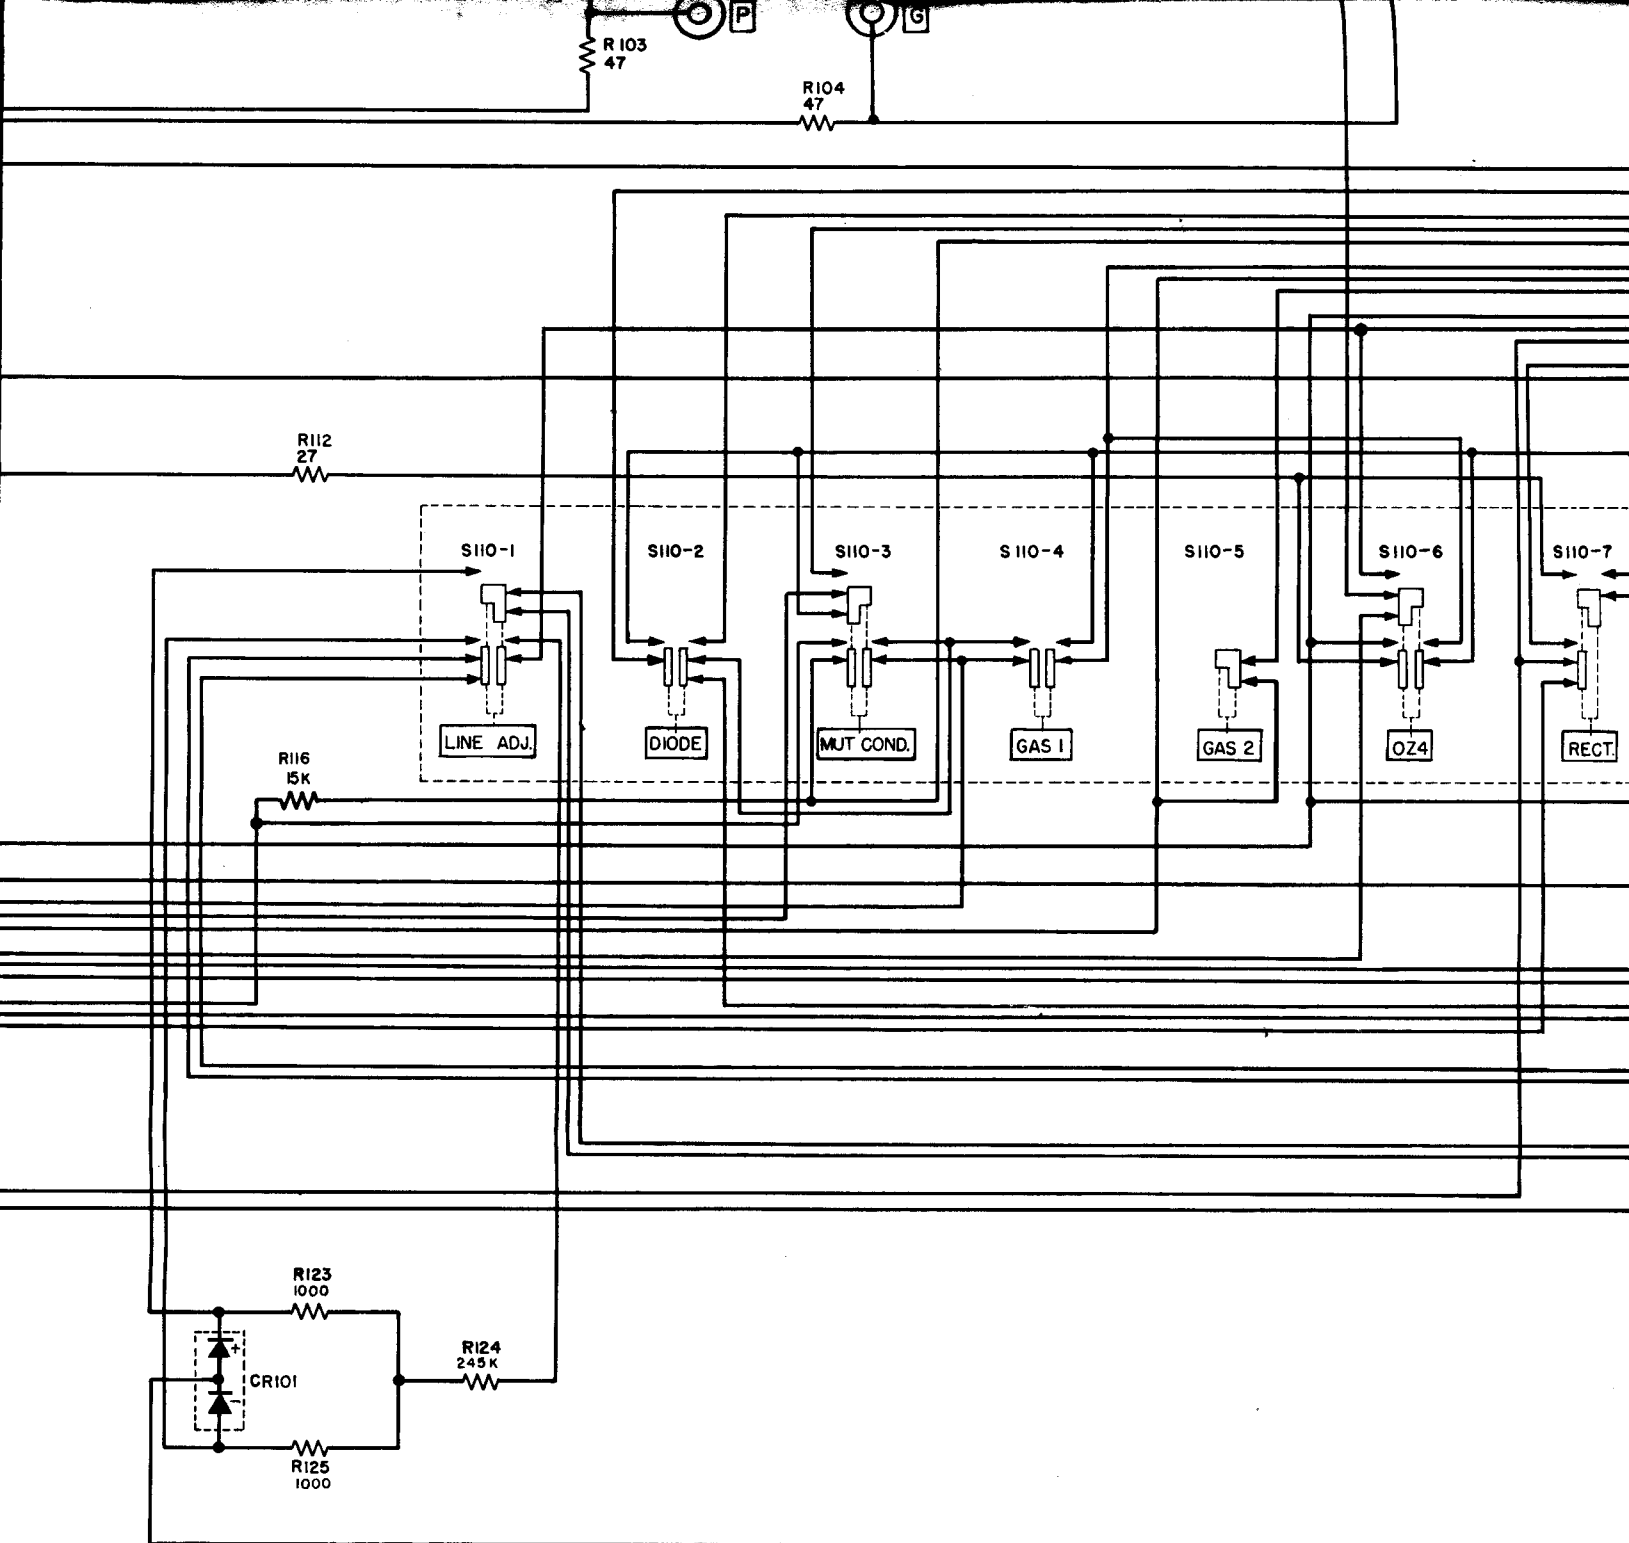 P
G
R103
47
R104
47
R112
27
S110-1
S110-2
S110-3
S110-4
S110-5
S110-6
S110-7
LINE ADJ.
DIODE
MUT COND.
GAS 1
GAS 2
OZ4
RECT.
R116
15K
R123
1000
+
CR101
-
R124
245K
R125
1000